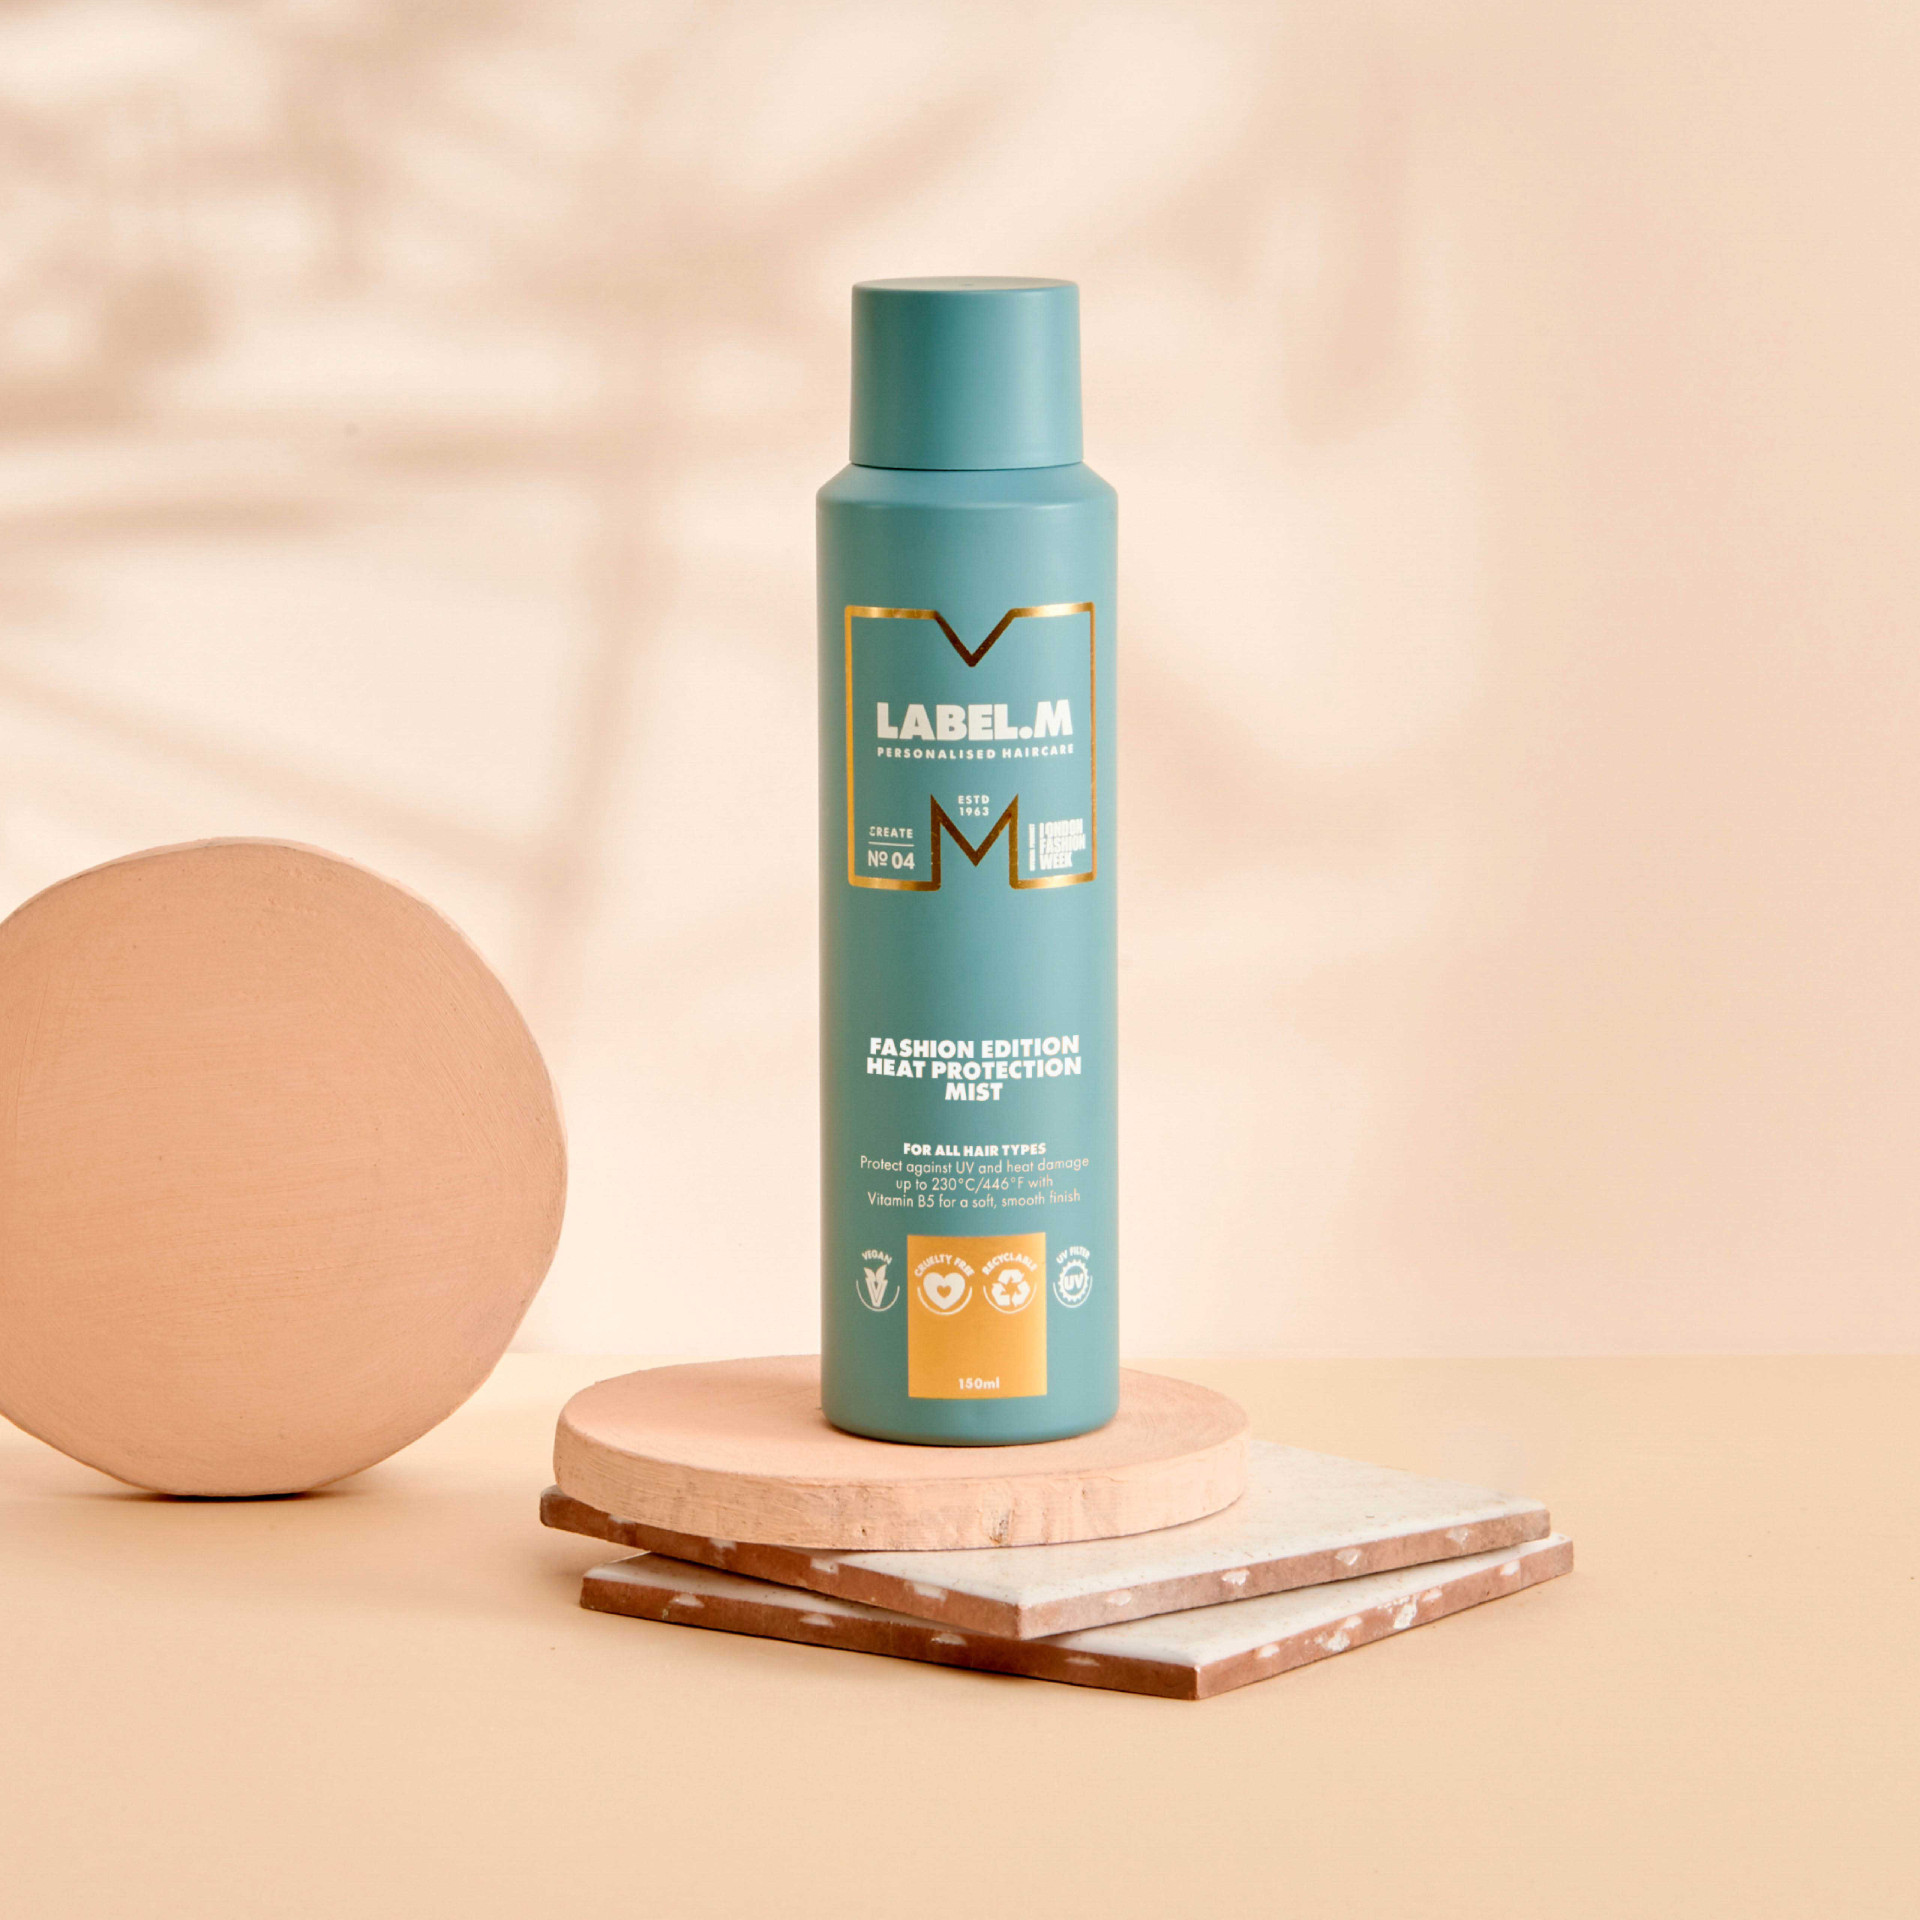 LABEL.M
PERSONALISED HAIRCARE
ESTD
1963
CREATE
Nº 04
LONDON
FASHION
WEEK
FASHION EDITION
HEAT PROTECTION
MIST
FOR ALL HAIR TYPES
Protect against UV and heat damage
up to 230°C/446°F with
Vitamin B5 for a soft, smooth finish
VEGAN
CRUELTY FREE
RECYCLABLE
UV FILTER
UV
150ml